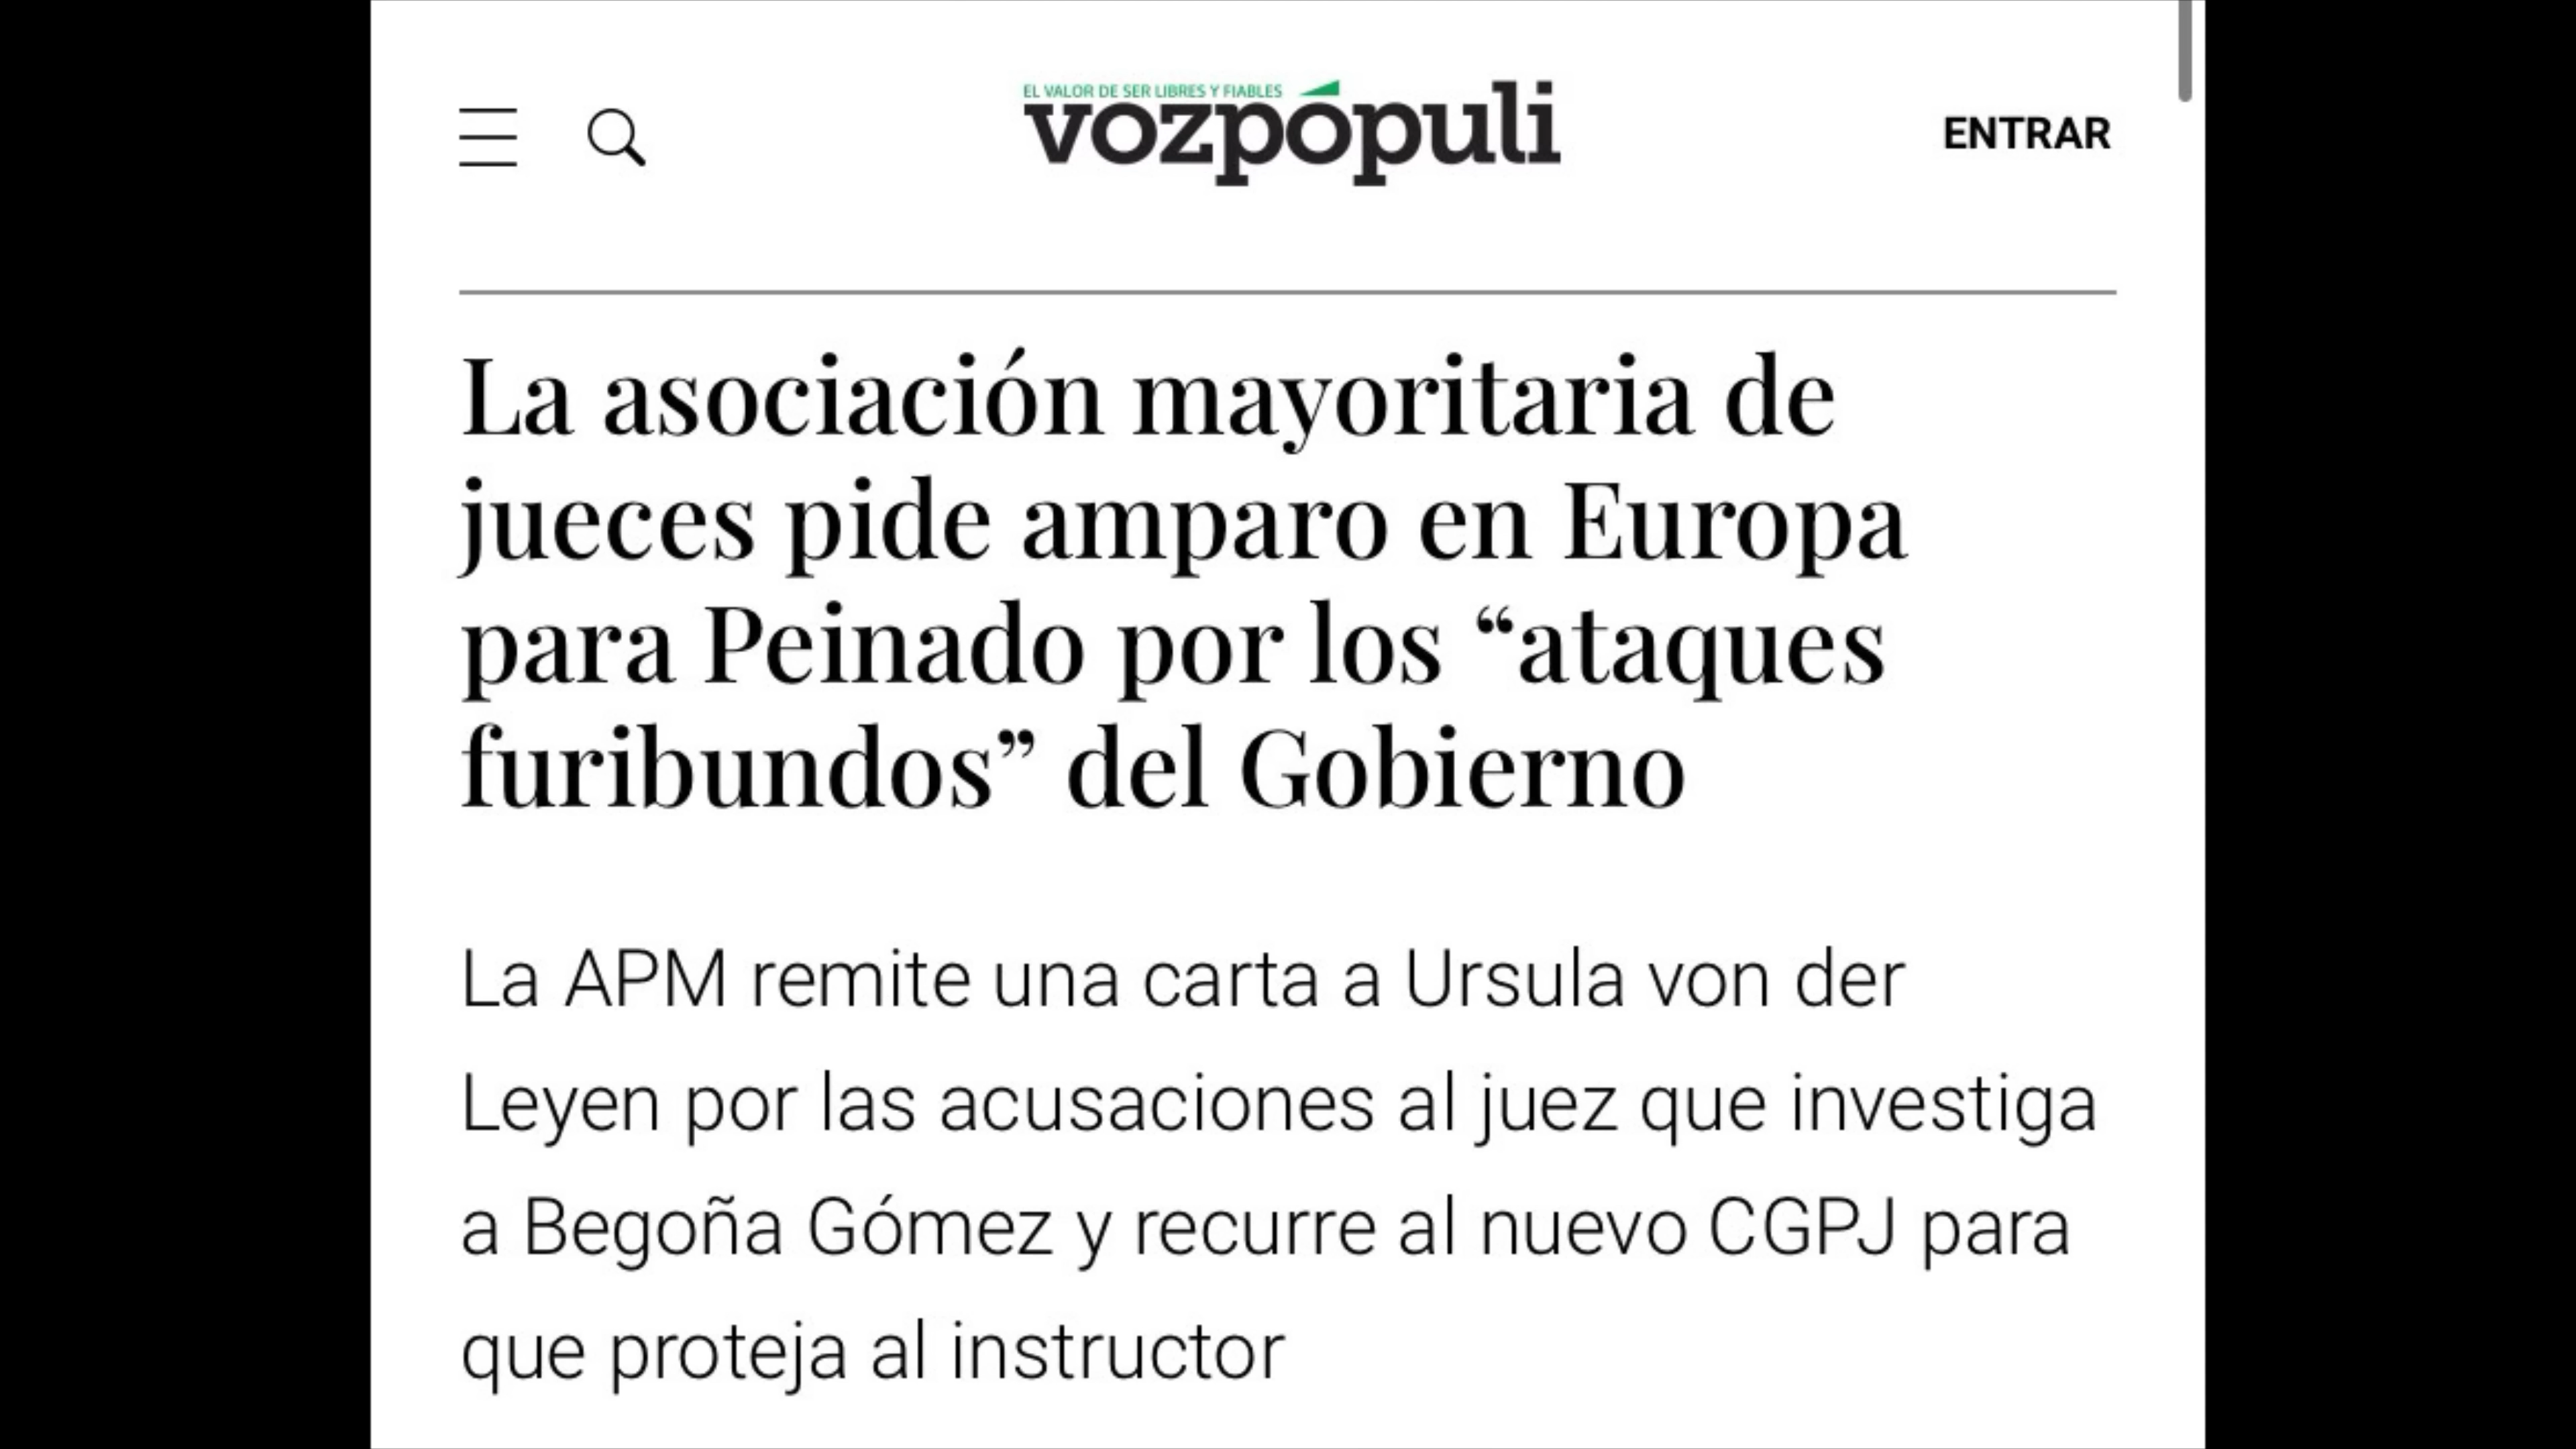 EL VALOR DE SER LIBRES Y FIABLES
vozpópuli
ENTRAR
La asociación mayoritaria de
jueces pide amparo en Europa
para Peinado por los “ataques
furibundos” del Gobierno
La APM remite una carta a Ursula von der
Leyen por las acusaciones al juez que investiga
a Begoña Gómez y recurre al nuevo CGPJ para
que proteja al instructor